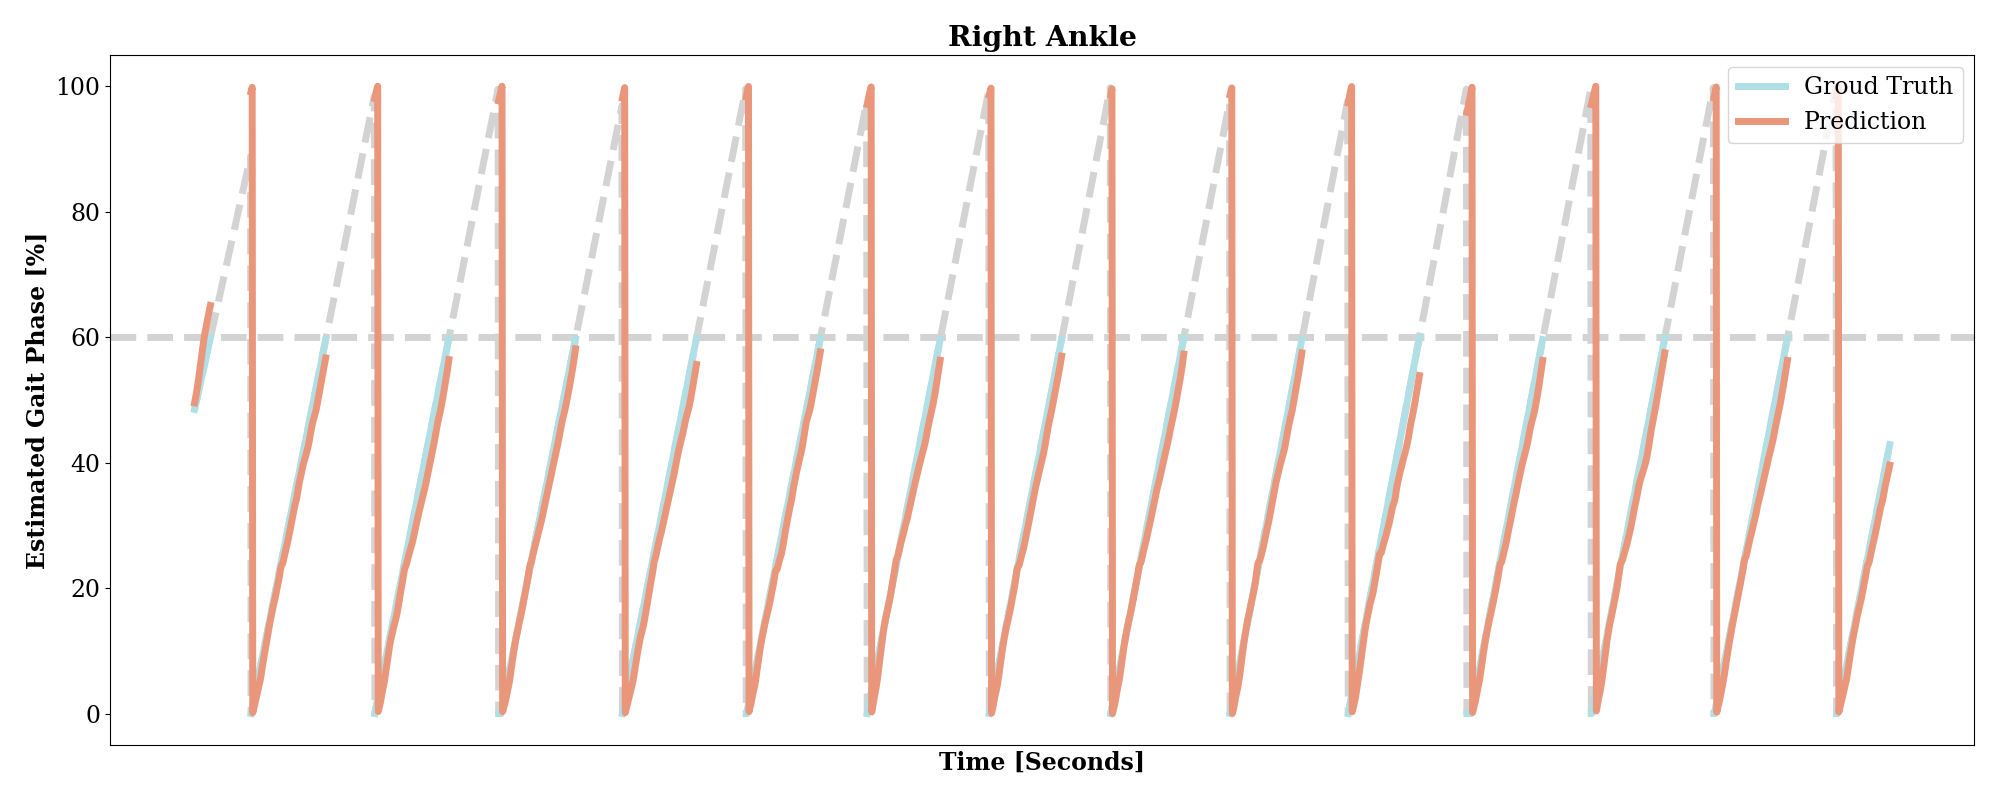 Right Ankle
Estimated Gait Phase [%]
100
80
60
40
20
0
Groud Truth
Prediction
Time [Seconds]